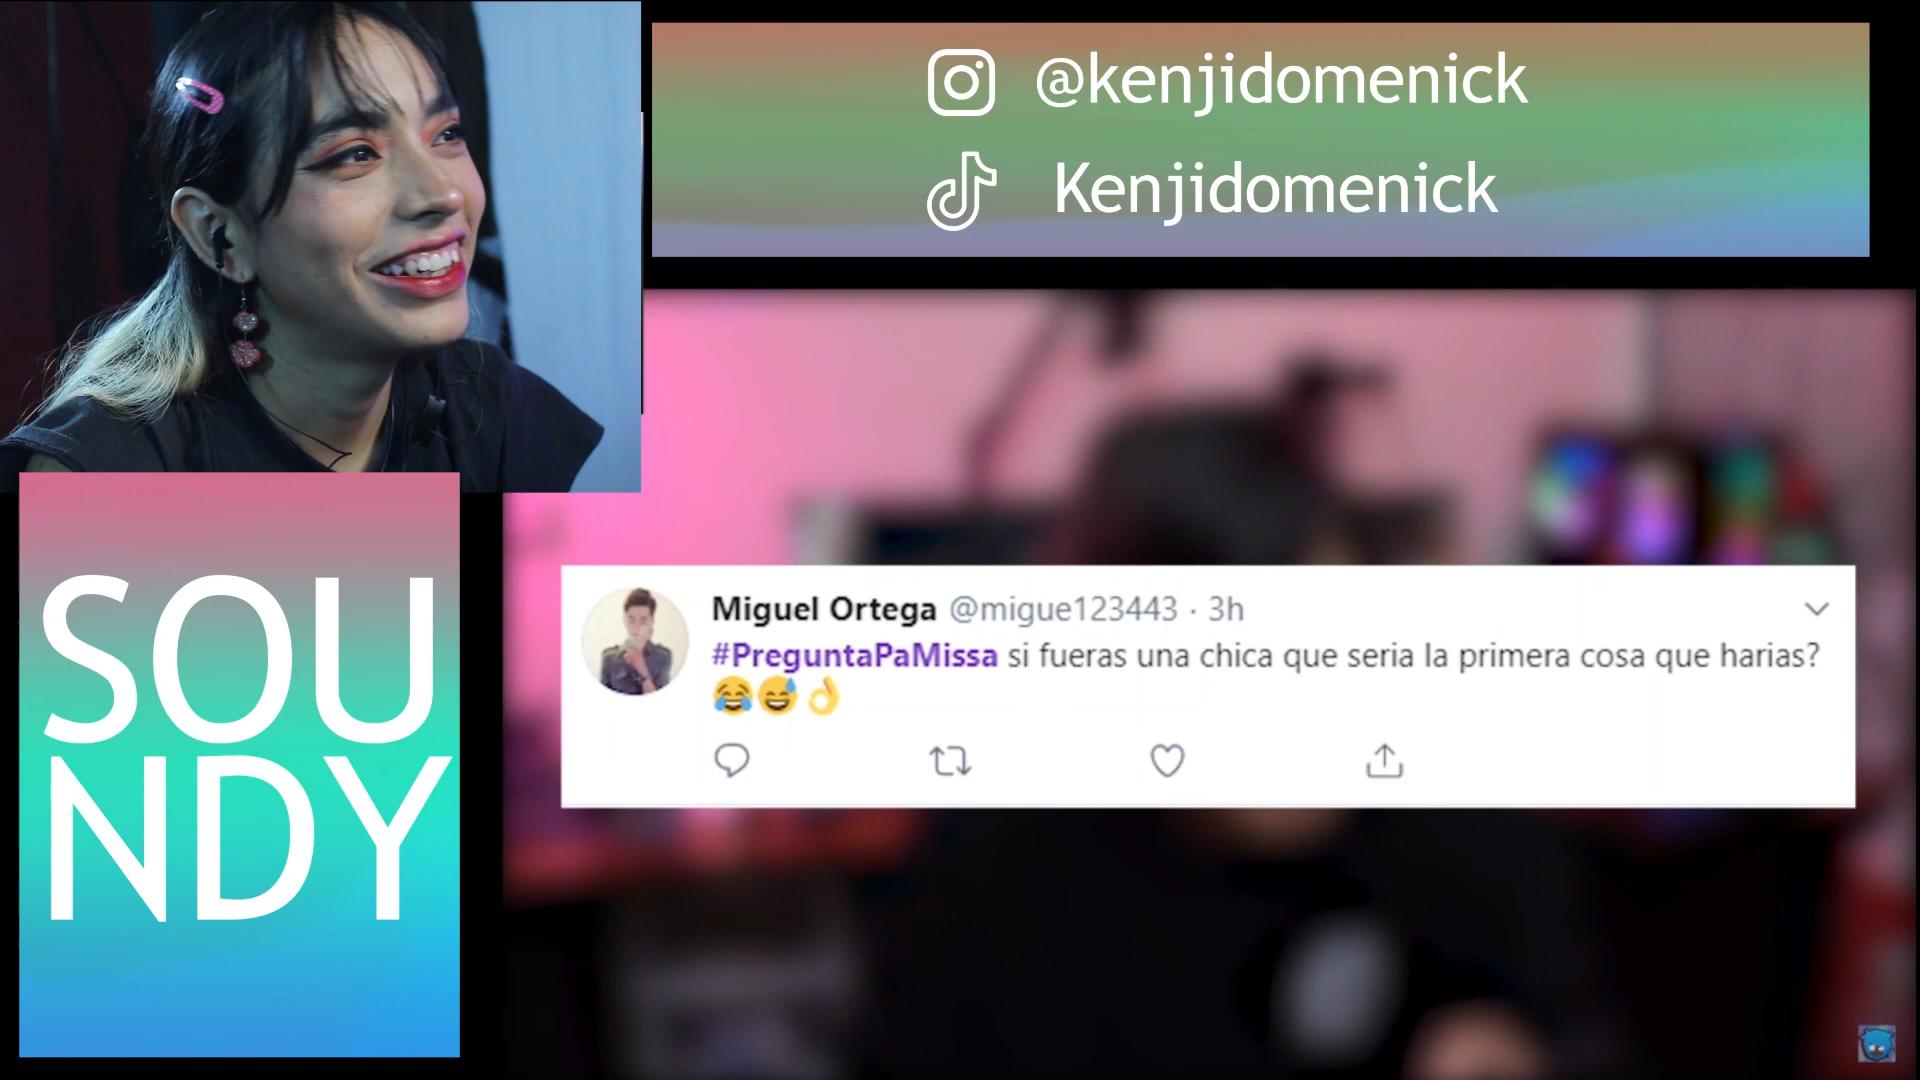 @kenjidomenick
Kenjidomenick
SOU
NDY
Miguel Ortega @migue123443 · 3h
#PreguntaPaMissa si fueras una chica que seria la primera cosa que harias?
😂😅👌